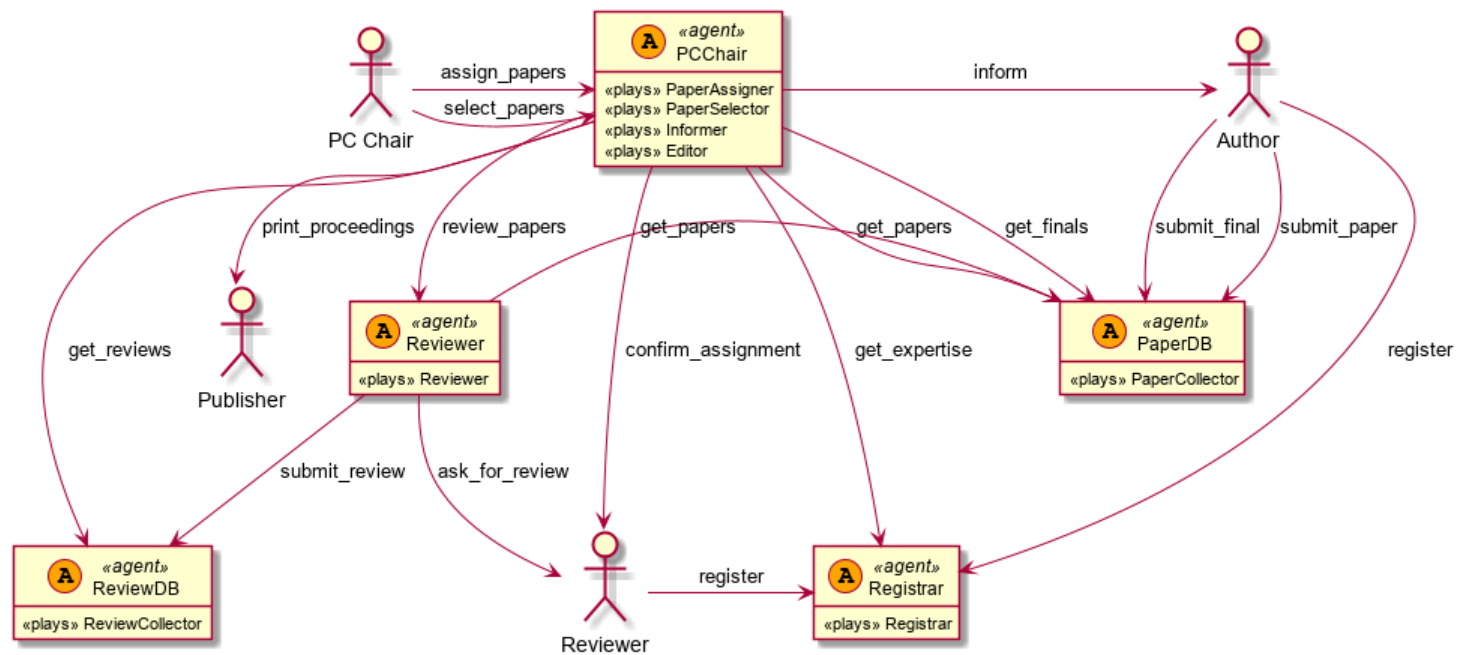 A
«agent»
PCChair
«plays» PaperAssigner
«plays» PaperSelector
«plays» Informer
«plays» Editor
assign_papers
select_papers
PC Chair
inform
Author
print_proceedings
review_papers
get_papers
get_papers
get_finals
submit_final
submit_paper
Publisher
A
«agent»
Reviewer
«plays» Reviewer
A
«agent»
PaperDB
«plays» PaperCollector
get_reviews
confirm_assignment
get_expertise
register
submit_review
ask_for_review
A
«agent»
ReviewDB
«plays» ReviewCollector
Reviewer
register
A
«agent»
Registrar
«plays» Registrar